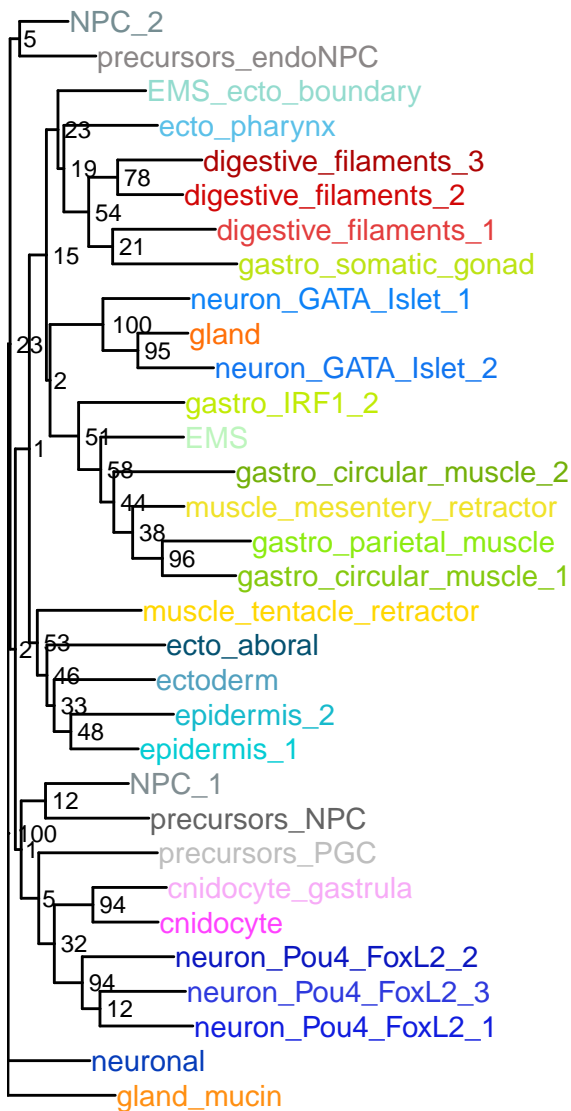 NPC_2
5
precursors_endoNPC
EMS_ecto_boundary
23
ecto_pharynx
digestive_filaments_3
19
78
digestive_filaments_2
54
digestive_filaments_1
21
15
gastro_somatic_gonad
neuron_GATA_Islet_1
100
gland
23
95
neuron_GATA_Islet_2
2
gastro_IRF1_2
51
EMS
1
58
gastro_circular_muscle_2
44
muscle_mesentery_retractor
38
gastro_parietal_muscle
96
gastro_circular_muscle_1
muscle_tentacle_retractor
2
53
ecto_aboral
46
ectoderm
33
epidermis_2
48
epidermis_1
NPC_1
12
precursors_NPC
100
1
precursors_PGC
cnidocyte_gastrula
5
94
cnidocyte
32
neuron_Pou4_FoxL2_2
94
neuron_Pou4_FoxL2_3
12
neuron_Pou4_FoxL2_1
neuronal
gland_mucin